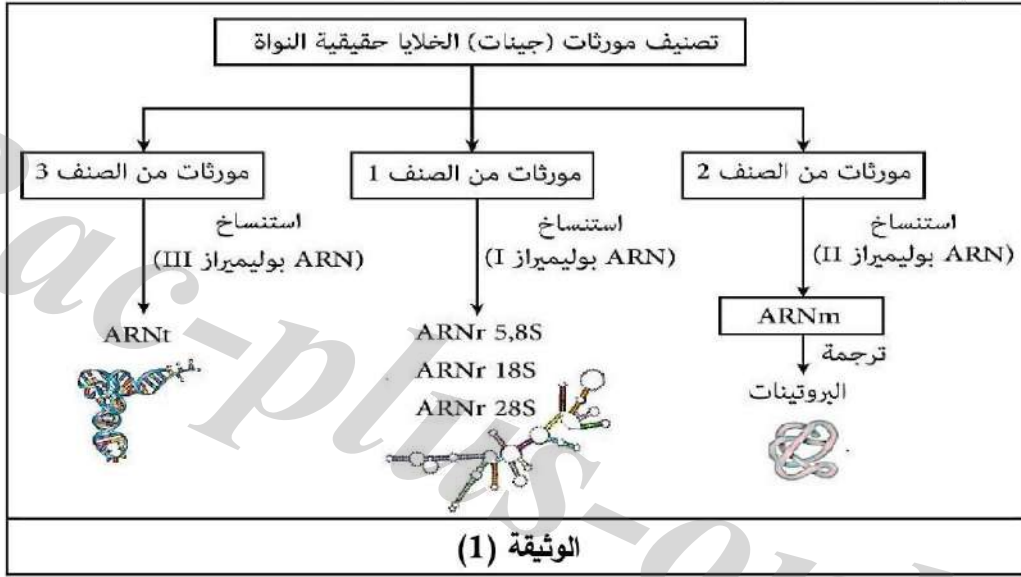 تصنيف مورثات (جينات) الخلايا حقيقية النواة
مورثات من الصنف 2
مورثات من الصنف 1
مورثات من الصنف 3
استنساخ
(ARN بوليميراز II)
استنساخ
(ARN بوليميراز I)
استنساخ
(ARN بوليميراز III)
ARNm
ترجمة
البروتينات
ARNr 5,8S
ARNr 18S
ARNr 28S
ARNt
الوثيقة (1)